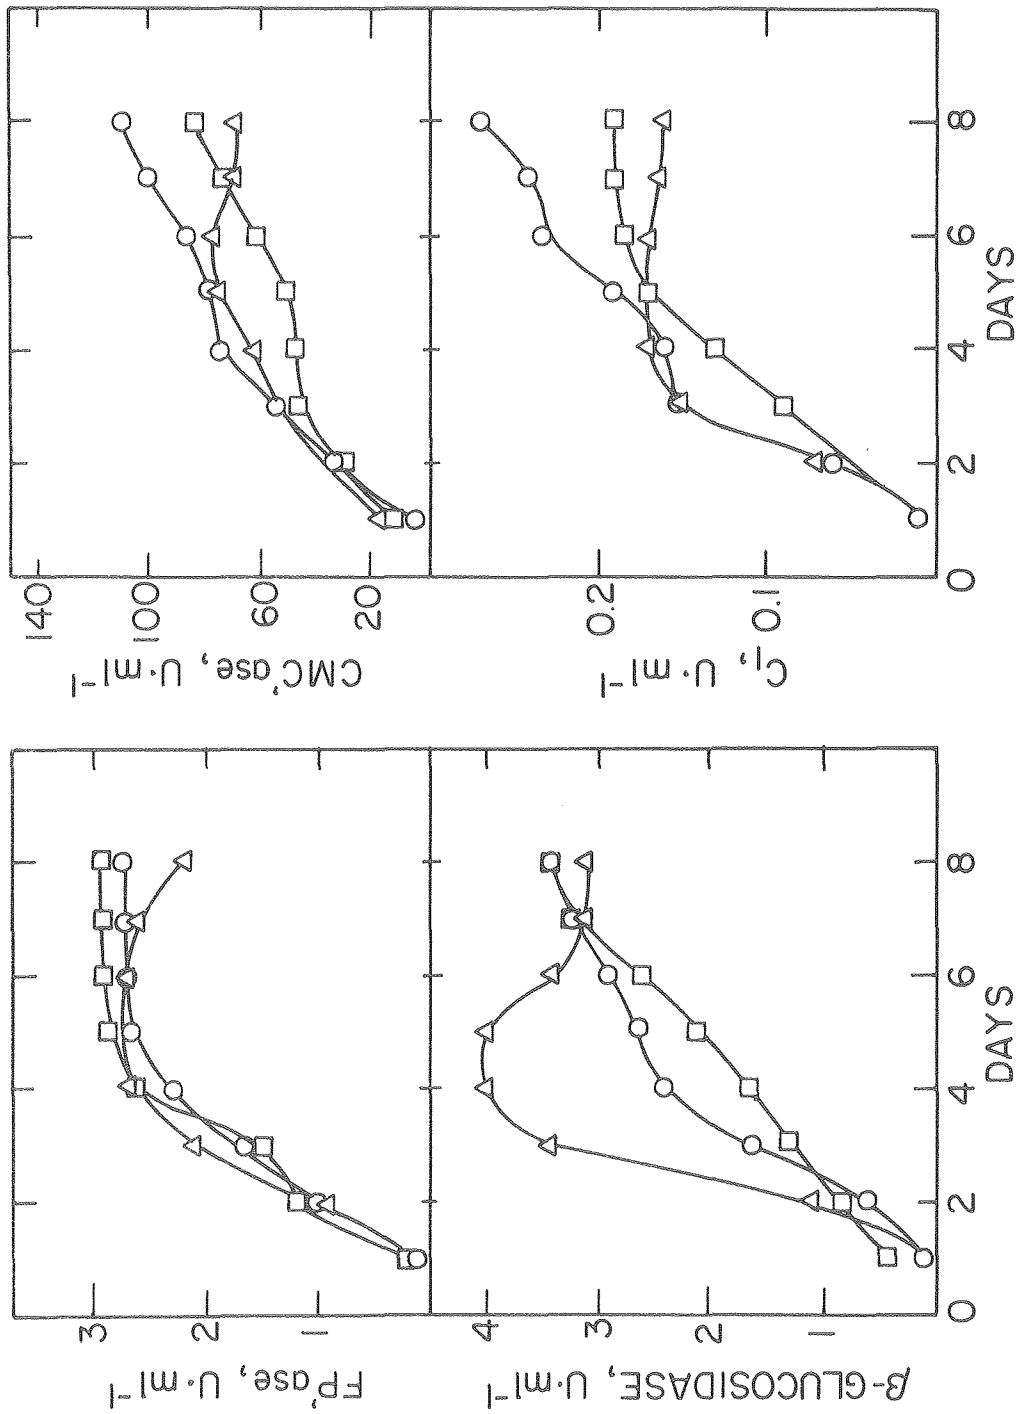 FP'ase, U·ml⁻¹
3
2
1
β-GLUCOSIDASE, U·ml⁻¹
4
3
2
1
0 2 4 6 8
DAYS
CMC'ase, U·ml⁻¹
140
100
60
20
C₁, U·ml⁻¹
0.2
0.1
0 2 4 6 8
DAYS